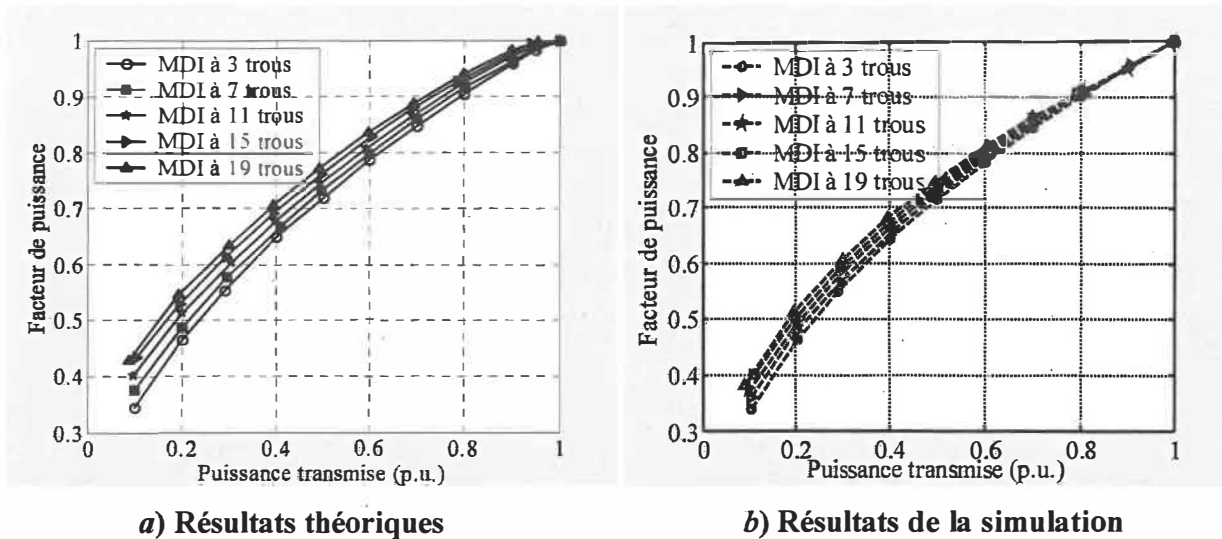 1
0.9
0.8
0.7
0.6
0.5
0.4
0.3
0
0.2
0.4
0.6
0.8
1
Facteur de puissance
Puissance transmise (p.u.)
MDI à 3 trous
MDI à 7 trous
MDI à 11 trous
MDI à 15 trous
MDI à 19 trous
a) Résultats théoriques
1
0.9
0.8
0.7
0.6
0.5
0.4
0.3
0
0.2
0.4
0.6
0.8
1
Facteur de puissance
Puissance transmise (p.u.)
MDI à 3 trous
MDI à 7 trous
MDI à 11 trous
MDI à 15 trous
MDI à 19 trous
b) Résultats de la simulation